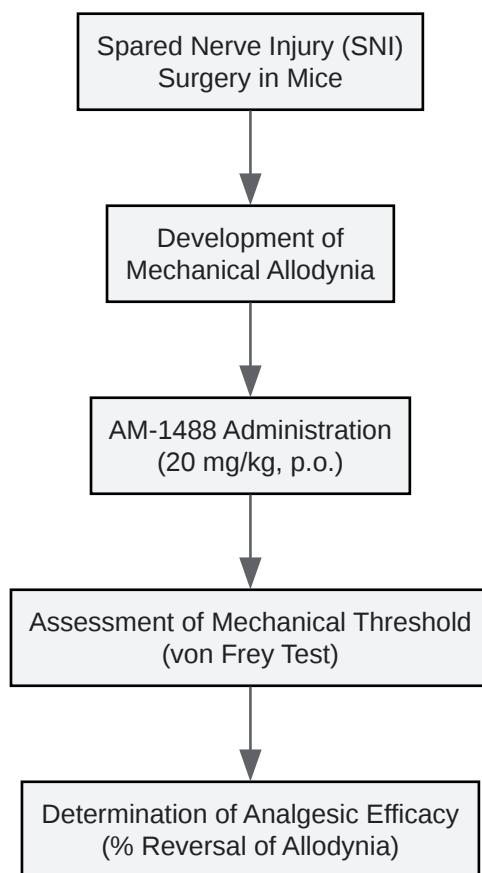 Spared Nerve Injury (SNI)
Surgery in Mice
Development of
Mechanical Allodynia
AM-1488 Administration
(20 mg/kg, p.o.)
Assessment of Mechanical Threshold
(von Frey Test)
Determination of Analgesic Efficacy
(% Reversal of Allodynia)